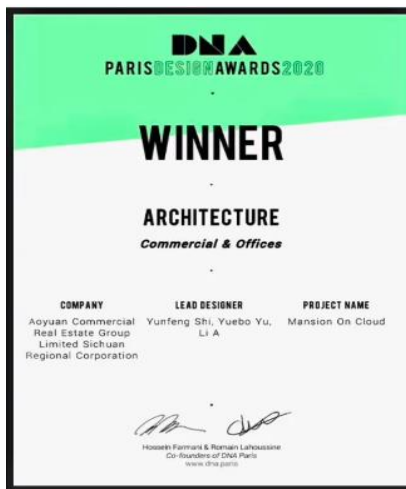 DNA
PARISDESIGNAWARDS2020
WINNER
ARCHITECTURE
Commercial & Offices
COMPANY
Aoyuan Commercial
Real Estate Group
Limited Sichuan
Regional Corporation
LEAD DESIGNER
Yunfeng Shi, Yuebo Yu,
Li A
PROJECT NAME
Mansion On Cloud
Hossein Farmani & Romain Lahoussine
Co-founders of DNA Paris
www.dna.paris